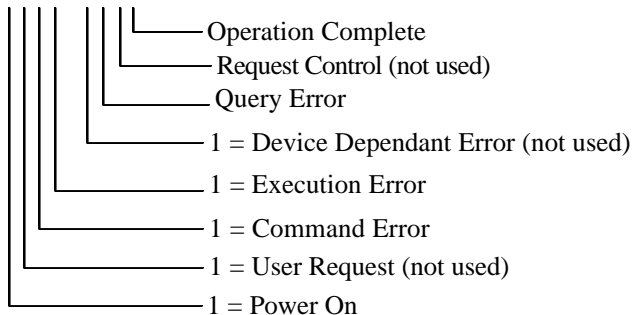 Operation Complete
Request Control (not used)
Query Error
1 = Device Dependant Error (not used)
1 = Execution Error
1 = Command Error
1 = User Request (not used)
1 = Power On